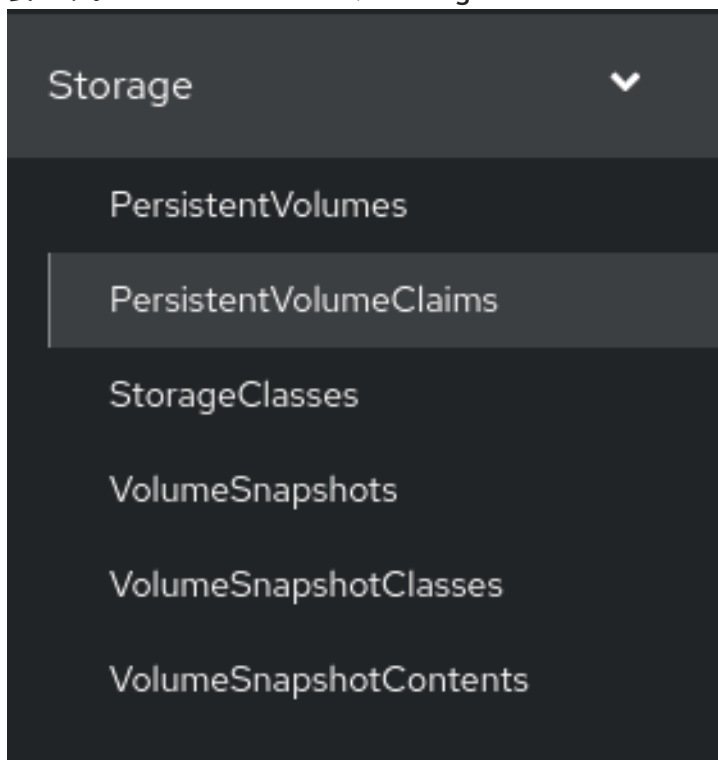 Storage
PersistentVolumes
PersistentVolumeClaims
StorageClasses
VolumeSnapshots
VolumeSnapshotClasses
VolumeSnapshotContents